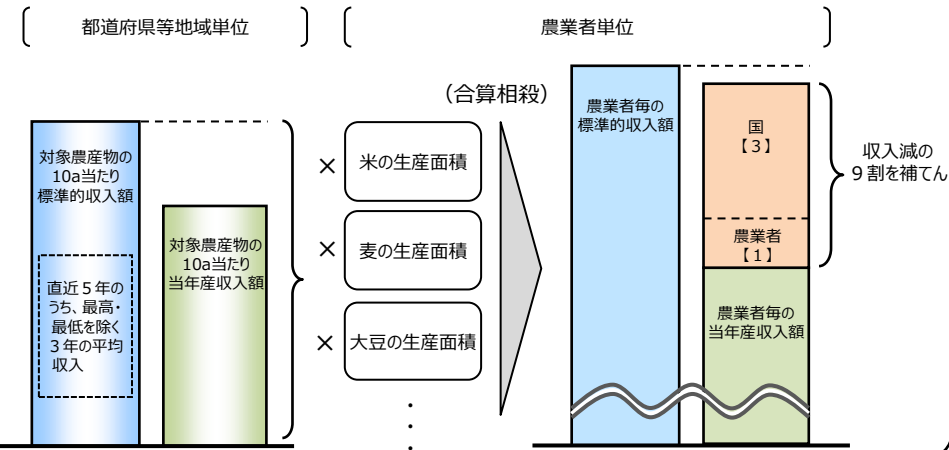 都道府県等地域単位
農業者単位
(合算相殺)
対象農産物の
10a当たり
標準的収入額
直近5年の
うち、最高・
最低を除く
3年の平均
収入
対象農産物の
10a当たり
当年産収入額
×
米の生産面積
×
麦の生産面積
×
大豆の生産面積
・
・
・
農業者毎の
標準的収入額
国
【3】
農業者
【1】
農業者毎の
当年産収入額
収入減の
9割を補てん